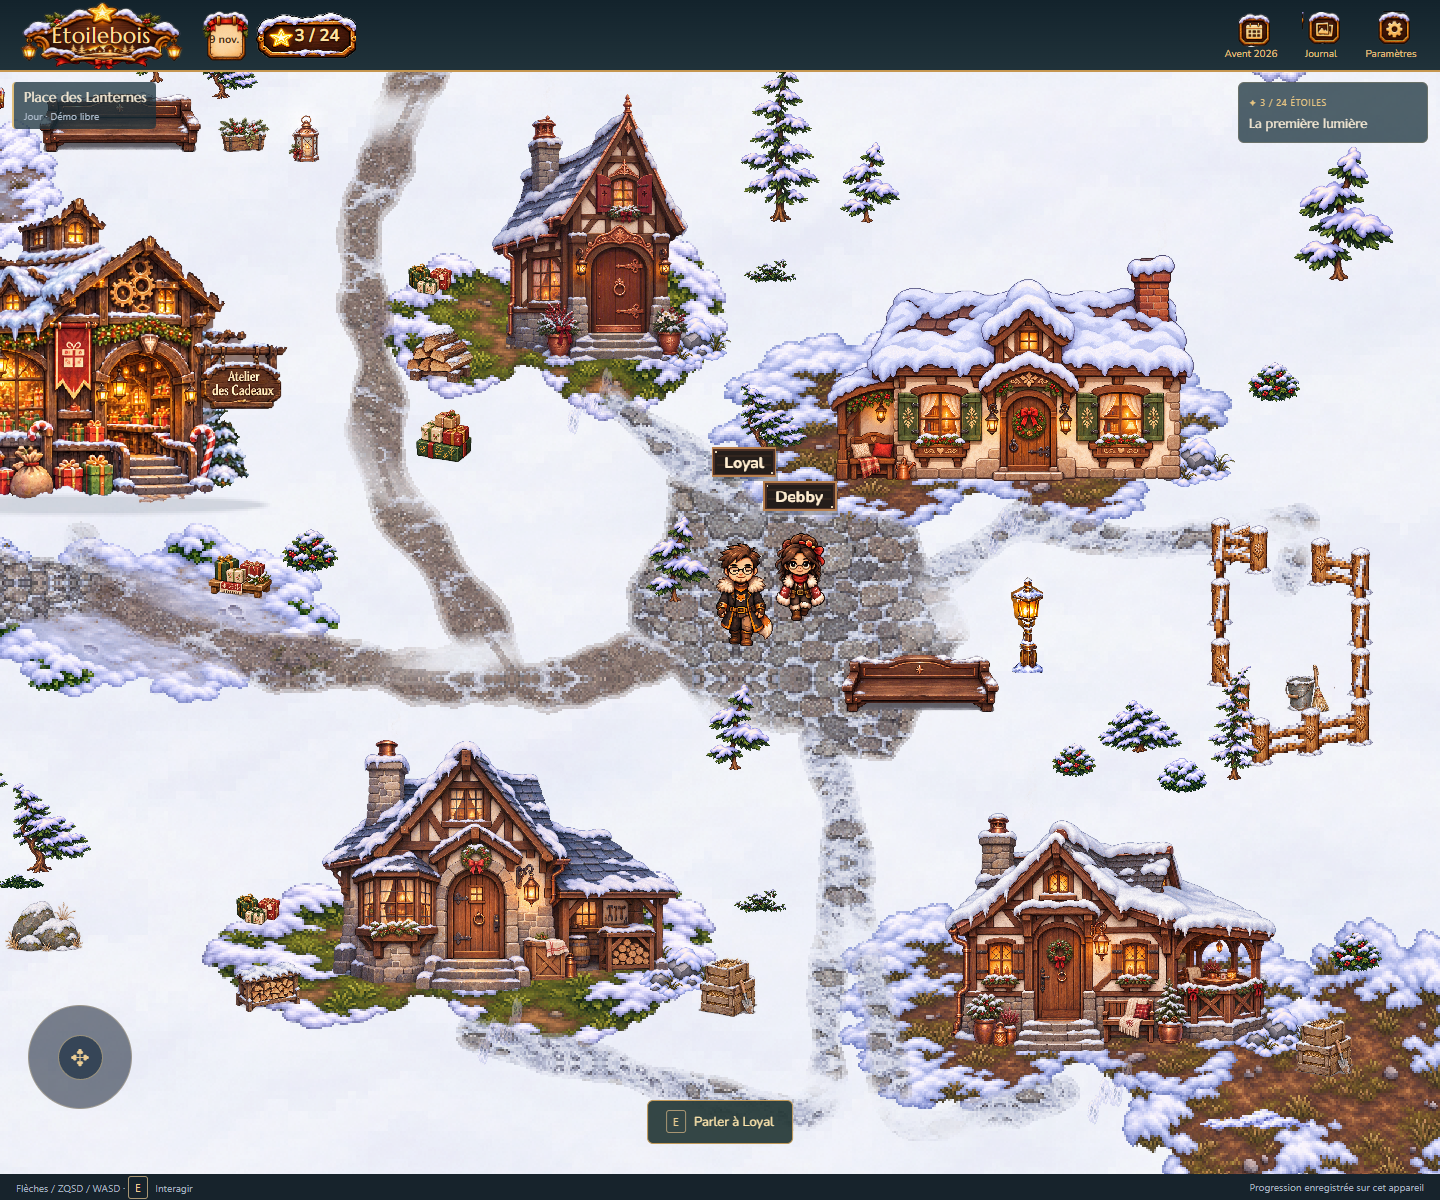 Etoilebois
9 nov.
3 / 24
Avent 2026
Journal
Paramètres
Place des Lanternes
Jour · Démo libre
3 / 24 ÉTOILES
La première lumière
Atelier
des Cadeaux
Loyal
Debby
E Parler à Loyal
Flèches / ZQSD / WASD · E Interagir
Progression enregistrée sur cet appareil